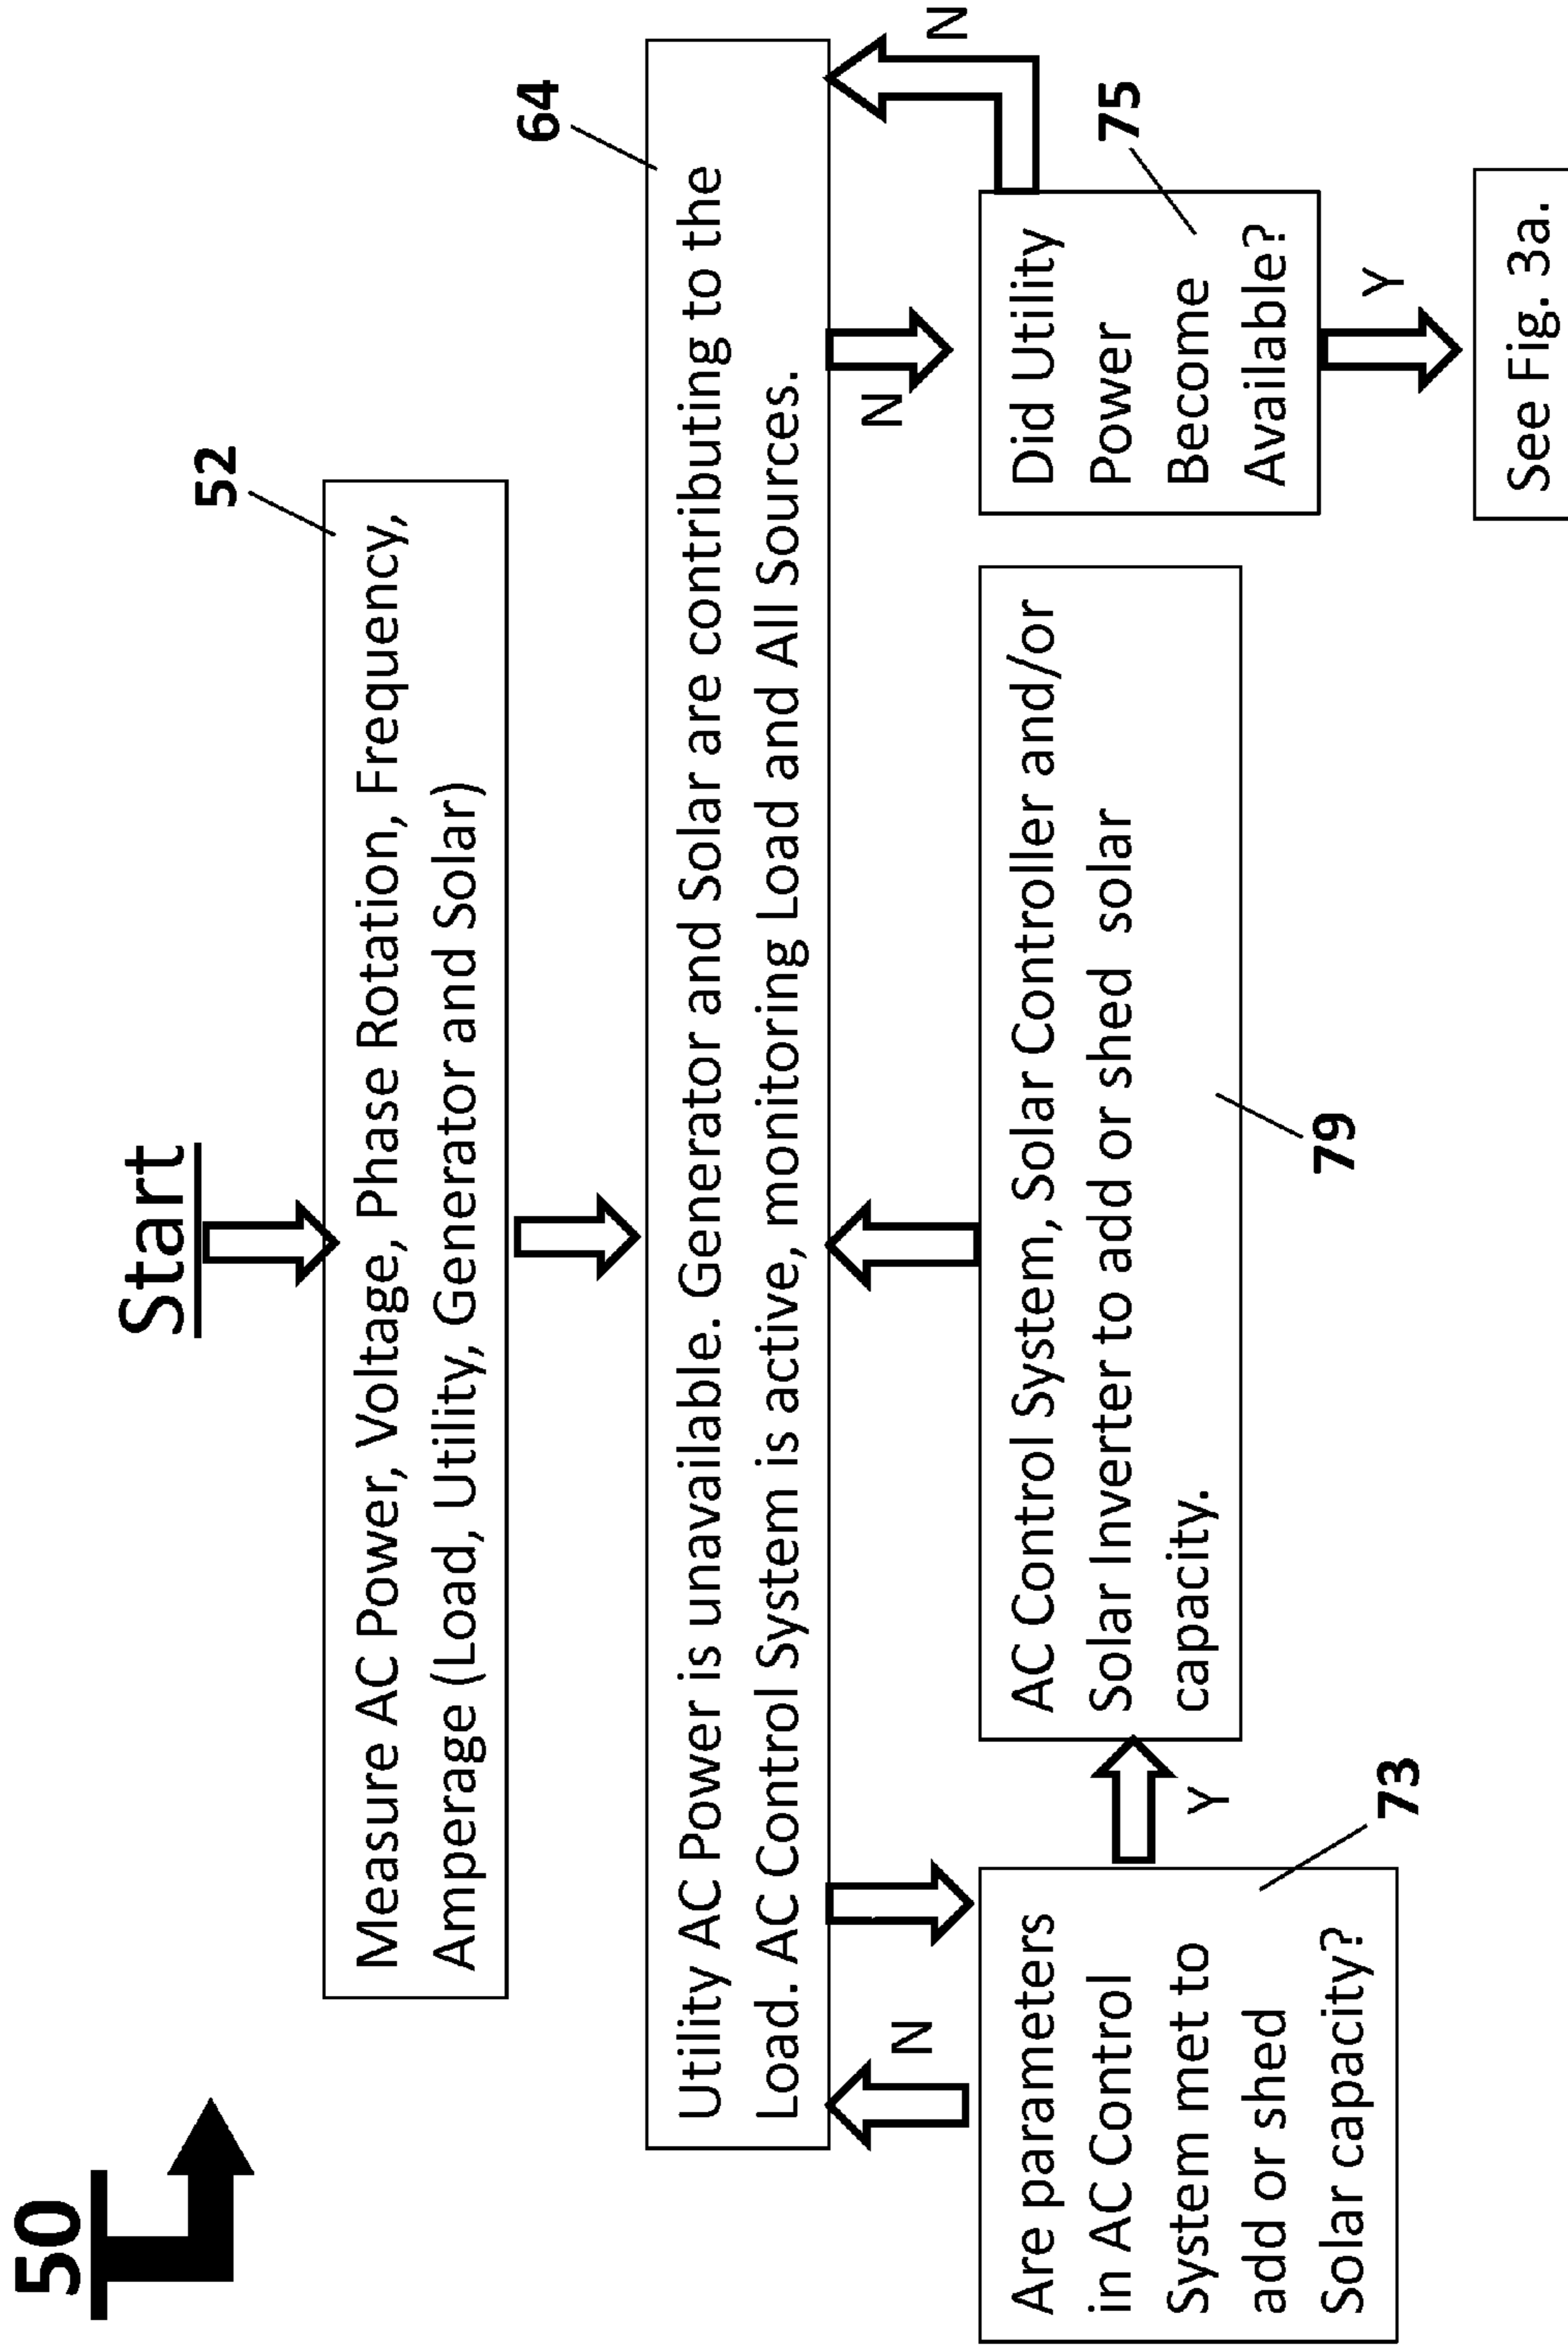 50
Start
52
Measure AC Power, Voltage, Phase Rotation, Frequency,
Amperage (Load, Utility, Generator and Solar)
64
Utility AC Power is unavailable. Generator and Solar are contributing to the
Load. AC Control System is active, monitoring Load and All Sources.
N
N
N
Are parameters
in AC Control
System met to
add or shed
Solar capacity?
73
Y
AC Control System, Solar Controller and/or
Solar Inverter to add or shed solar
capacity.
79
Did Utility
Power
Become
Available?
75
Y
See Fig. 3a.